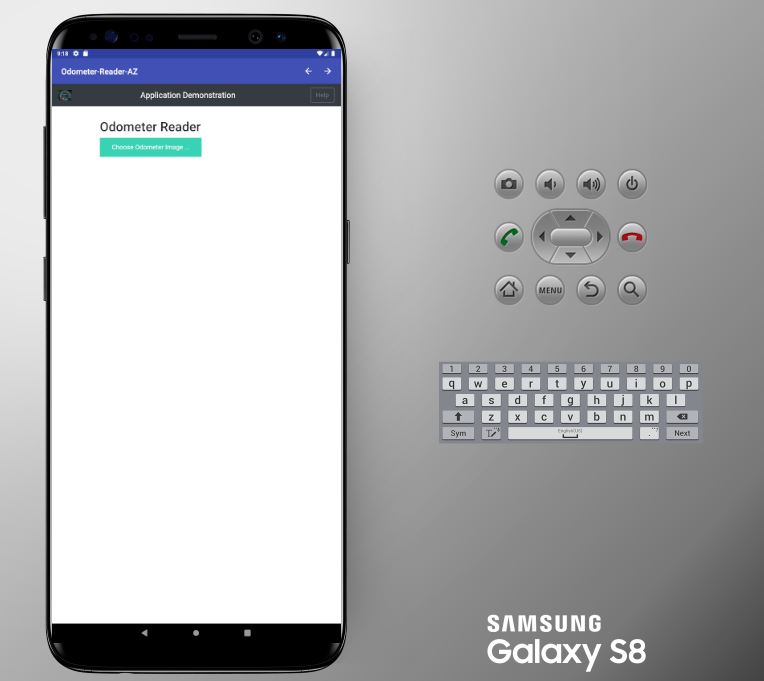 9:18
Odometer-Reader-AZ
Application Demonstration
Help
Odometer Reader
Choose Odometer Image ...
MENU
1 2 3 4 5 6 7 8 9 0
q w e r t y u i o p
a s d f g h j k l
z x c v b n m
Sym T English(US) . Next
SAMSUNG
Galaxy S8